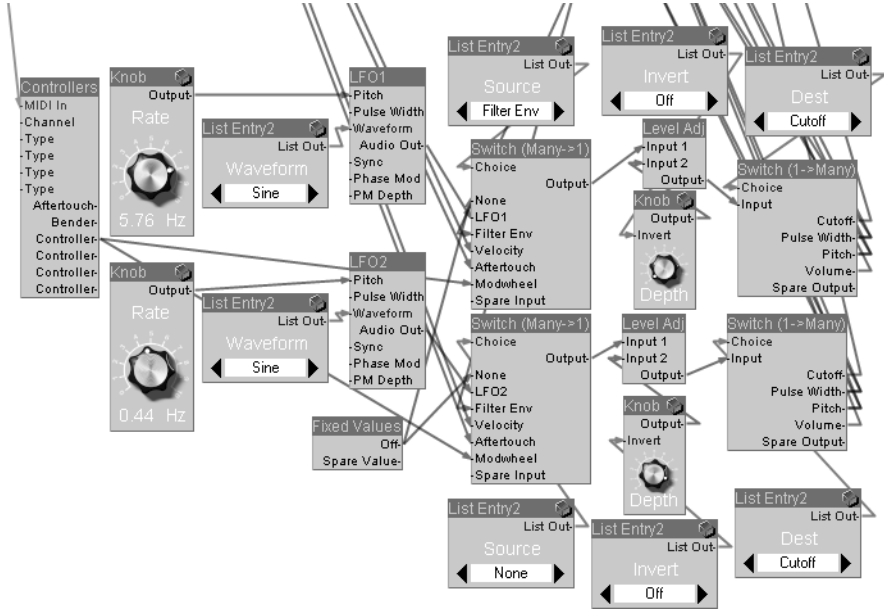 Controllers
MIDI In
Channel
Type
Type
Type
Type
Aftertouch
Bender
Controller
Controller
Controller
Controller
Knob
Output
Rate
5.76 Hz
Knob
Output
Rate
0.44 Hz
List Entry2
List Out
Waveform
Sine
List Entry2
List Out
Waveform
Sine
Fixed Values
Off
Spare Value
LFO1
Pitch
Pulse Width
Waveform
Audio Out
Sync
Phase Mod
PM Depth
LFO2
Pitch
Pulse Width
Waveform
Audio Out
Sync
Phase Mod
PM Depth
List Entry2
List Out
Source
Filter Env
Switch (Many->1)
Choice
Output
None
LFO1
Filter Env
Velocity
Aftertouch
Modwheel
Spare Input
Switch (Many->1)
Choice
Output
None
LFO2
Filter Env
Velocity
Aftertouch
Modwheel
Spare Input
List Entry2
List Out
Source
None
List Entry2
List Out
Invert
Off
Level Adj
Input 1
Input 2
Output
Knob
Output
Invert
Depth
Level Adj
Input 1
Input 2
Output
Knob
Output
Invert
Depth
List Entry2
List Out
Invert
Off
List Entry2
List Out
Dest
Cutoff
Switch (1->Many)
Choice
Input
Cutoff
Pulse Width
Pitch
Volume
Spare Output
Switch (1->Many)
Choice
Input
Cutoff
Pulse Width
Pitch
Volume
Spare Output
List Entry2
List Out
Dest
Cutoff